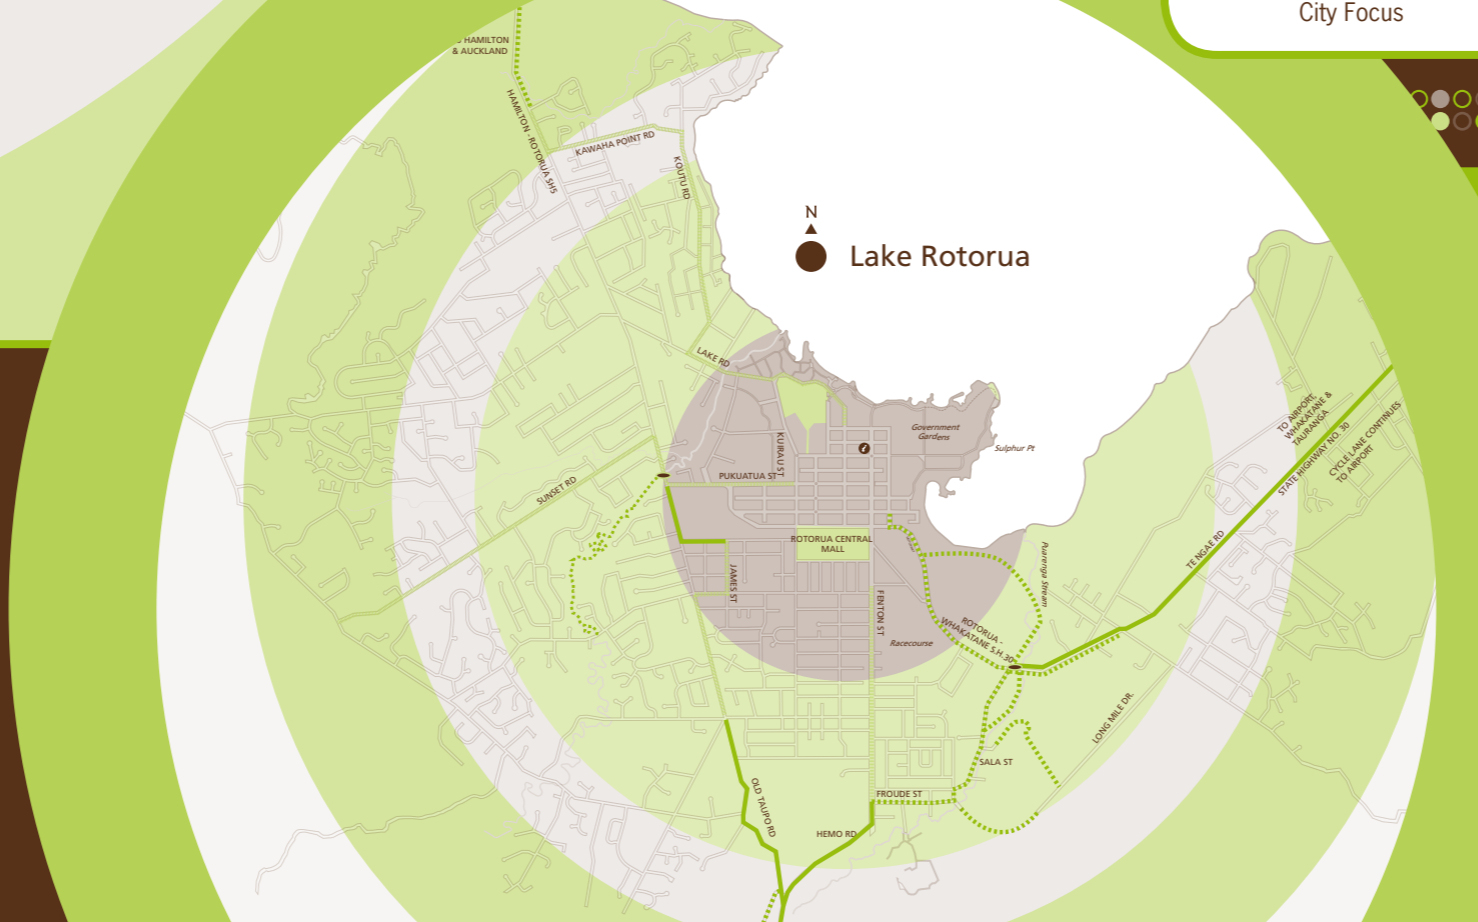 City Focus
HAMILTON
& AUCKLAND
HAMILTON - ROTORUA SH5
KAWAHA POINT RD
KOUTU RD
N
Lake Rotorua
LAKE RD
KUIRAU ST
Government
Gardens
Sulphur Pt
i
PUKUATUA ST
SUNSET RD
ROTORUA CENTRAL
MALL
JAMES ST
FENTON ST
Racecourse
ROTORUA -
WHAKATANE S.H.30
Puarenga Stream
TO AIRPORT,
WHAKATANE &
TAURANGA
STATE HIGHWAY NO. 30
CYCLE LANE CONTINUES
TO AIRPORT
TE NGAE RD
LONG MILE DR.
SALA ST
FROUDE ST
OLD TAUPO RD
HEMO RD